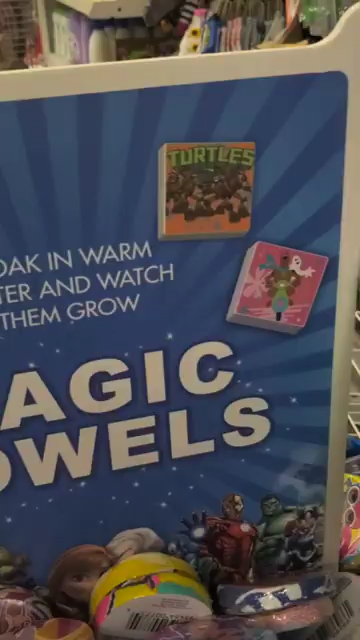 TURTLES
OAK IN WARM
TER AND WATCH
THEM GROW
AGIC
OWELS